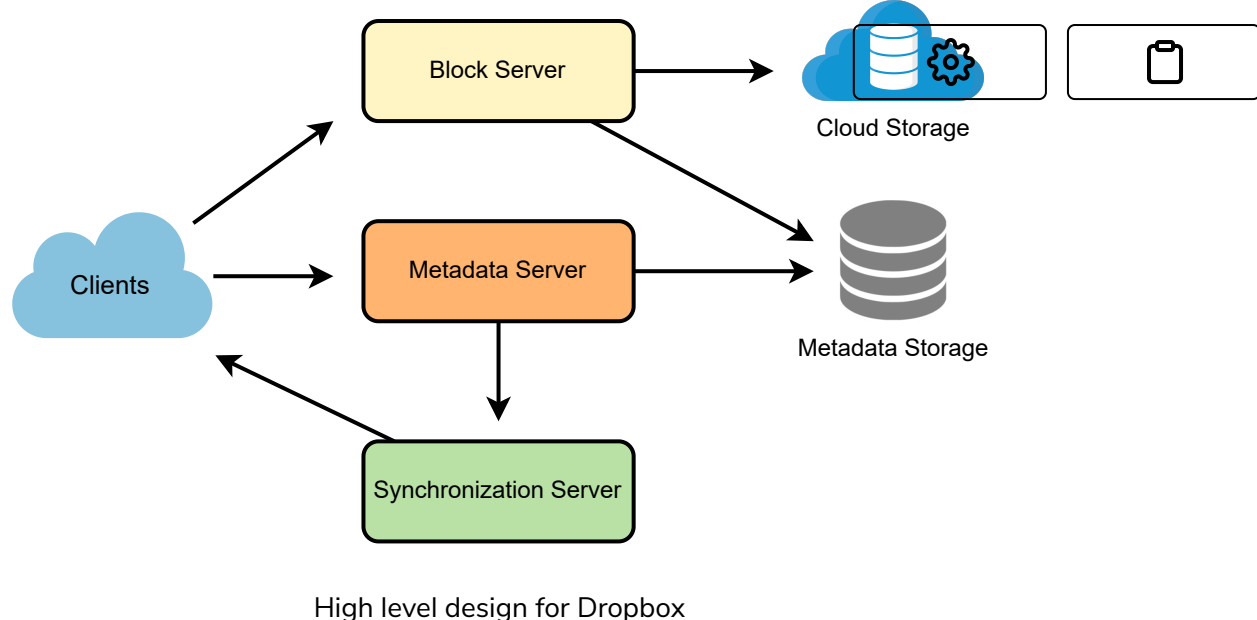 Block Server
Cloud Storage
Clients
Metadata Server
Metadata Storage
Synchronization Server
High level design for Dropbox